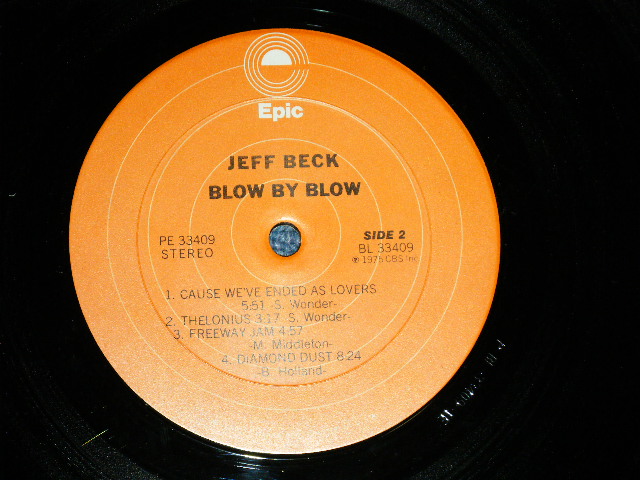 Epic
JEFF BECK
BLOW BY BLOW
PE 33409
STEREO
SIDE 2
BL 33409
℗ 1975 CBS Inc
1. CAUSE WE'VE ENDED AS LOVERS
5:51 -S. Wonder-
2. THELONIUS 3:17 -S. Wonder-
3. FREEWAY JAM 4:57
-M. Middleton-
4. DIAMOND DUST 8:24
-B. Holland-